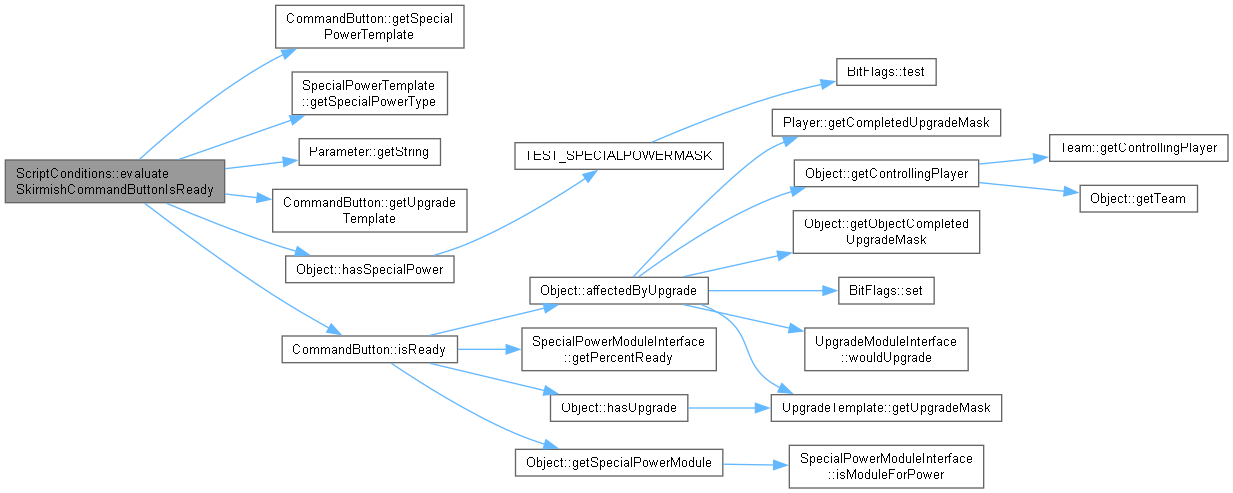 CommandButton::getSpecial
PowerTemplate
SpecialPowerTemplate
::getSpecialPowerType
Parameter::getString
ScriptConditions::evaluate
SkirmishCommandButtonIsReady
CommandButton::getUpgrade
Template
Object::hasSpecialPower
CommandButton::isReady
TEST_SPECIALPOWERMASK
Object::affectedByUpgrade
SpecialPowerModuleInterface
::getPercentReady
Object::hasUpgrade
Object::getSpecialPowerModule
BitFlags::test
Player::getCompletedUpgradeMask
Object::getControllingPlayer
Object::getObjectCompleted
UpgradeMask
BitFlags::set
UpgradeModuleInterface
::wouldUpgrade
UpgradeTemplate::getUpgradeMask
SpecialPowerModuleInterface
::isModuleForPower
Team::getControllingPlayer
Object::getTeam